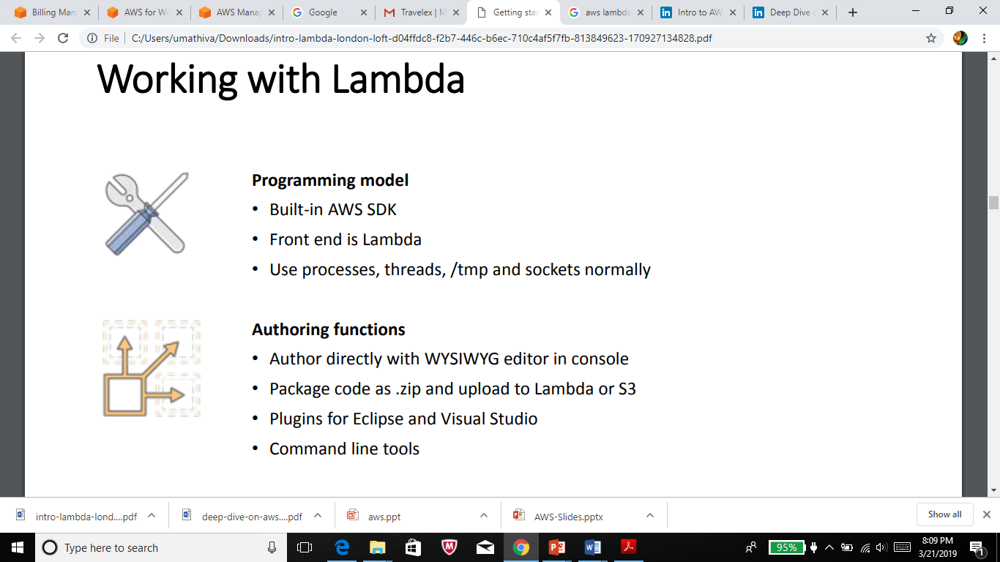 Billing Man
AWS for Wi
AWS Manag
Google
Travelex | M
Getting star
aws lambda
Intro to AW
Deep Dive o
File | C:/Users/umathiva/Downloads/intro-lambda-london-loft-d04ffdc8-f2b7-446c-b6ec-710c4af5f7fb-813849623-170927134828.pdf
Working with Lambda
Programming model
• Built-in AWS SDK
• Front end is Lambda
• Use processes, threads, /tmp and sockets normally
Authoring functions
• Author directly with WYSIWYG editor in console
• Package code as .zip and upload to Lambda or S3
• Plugins for Eclipse and Visual Studio
• Command line tools
intro-lambda-lond....pdf
deep-dive-on-aws....pdf
aws.ppt
AWS-Slides.pptx
Show all
Type here to search
95%
8:09 PM
3/21/2019
1